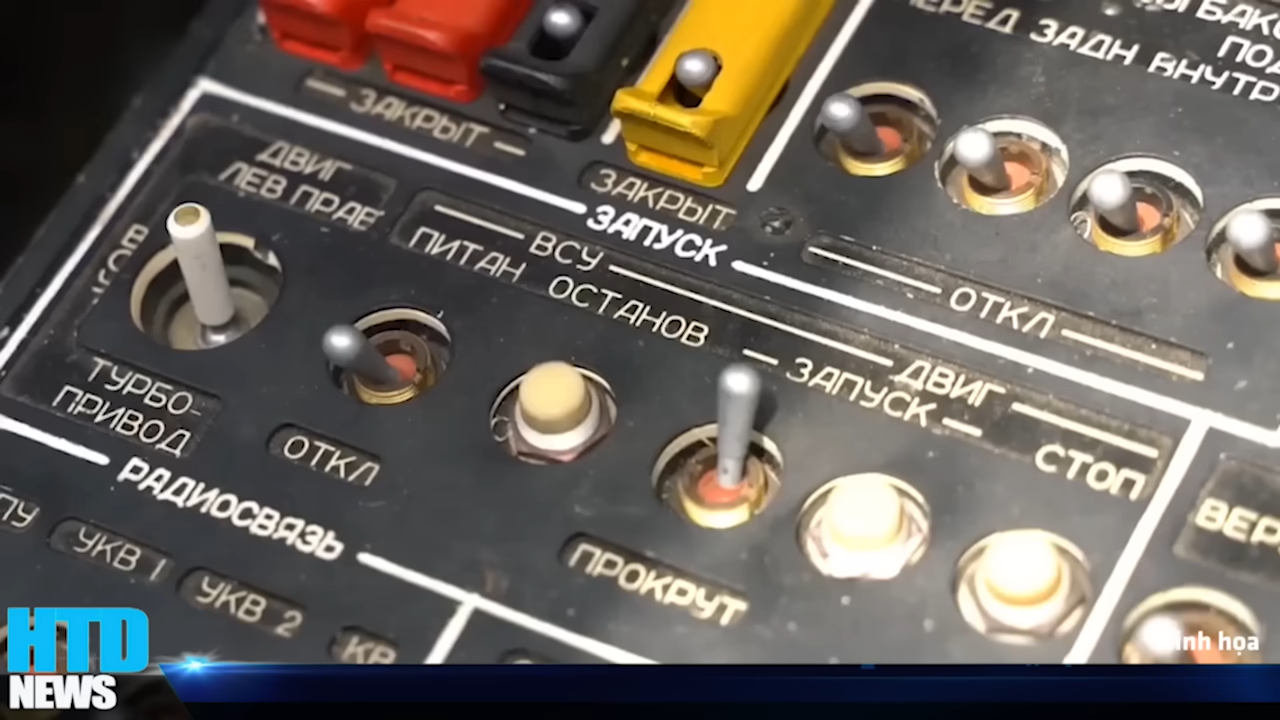 ПЕРЕД ЗАДН ВНУТР
ЗАКРЫТ
ЗАКРЫТ
ДВИГ
ЛЕВ ПРАВ
ЗАПУСК
ВСУ
ПИТАН
ОСТАНОВ
ОТКЛ
ДВИГ
ЗАПУСК
СТОП
ТУРБО-
ПРИВОД
ОТКЛ
РАДИОСВЯЗЬ
ПРОКРУТ
УКВ 1
УКВ 2
КВ
HTD
NEWS